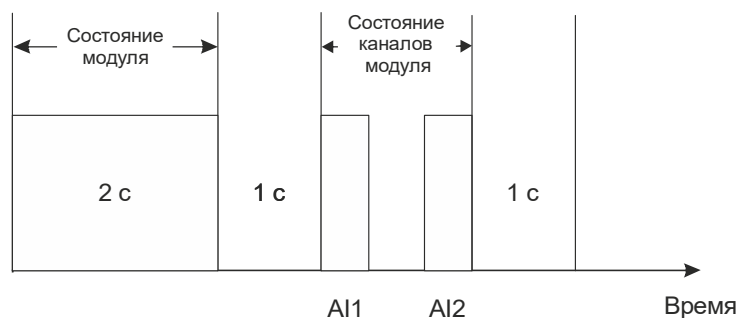 Состояние
модуля
Состояние
каналов
модуля
2 с
1 с
1 с
AI1
AI2
Время